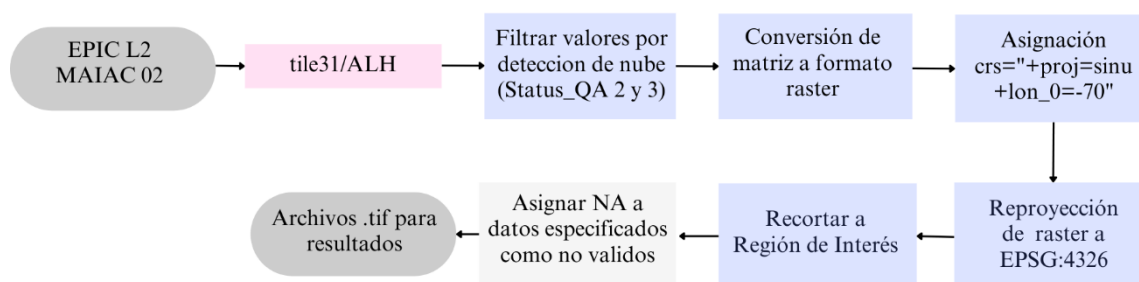 EPIC L2
MAIAC 02
tile31/ALH
Filtrar valores por
deteccion de nube
(Status_QA 2 y 3)
Conversión de
matriz a formato
raster
Asignación
crs="+proj=sinu
+lon_0=-70"
Reproyección
de raster a
EPSG:4326
Recortar a
Región de Interés
Asignar NA a
datos especificados
como no validos
Archivos .tif para
resultados